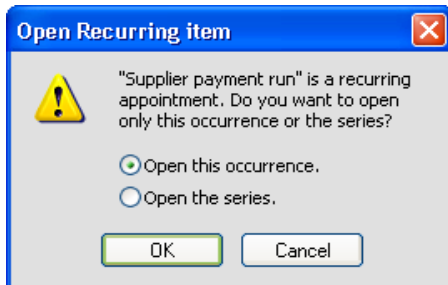 Open Recurring item
"Supplier payment run" is a recurring
appointment. Do you want to open
only this occurrence or the series?
Open this occurrence.
Open the series.
OK Cancel